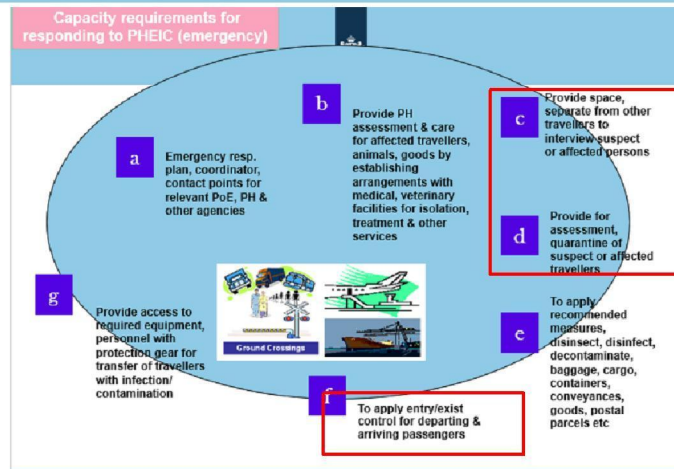 Capacity requirements for
responding to PHEIC (emergency)
a
Emergency resp.
plan, coordinator,
contact points for
relevant PoE, PH &
other agencies
b
Provide PH
assessment & care
for affected travellers,
animals, goods by
establishing
arrangements with
medical, veterinary
facilities for isolation,
treatment & other
services
c
Provide space,
separate from other
travellers to
interview suspect
or affected persons
d
Provide for
assessment,
quarantine of
suspect or affected
travellers
e
To apply
recommended
measures,
disinsect, disinfect,
decontaminate,
baggage, cargo,
containers,
conveyances,
goods, postal
parcels etc
f
To apply entry/exist
control for departing &
arriving passengers
g
Provide access to
required equipment,
personnel with
protection gear for
transfer of travellers
with infection/
contamination
Ground Crossings